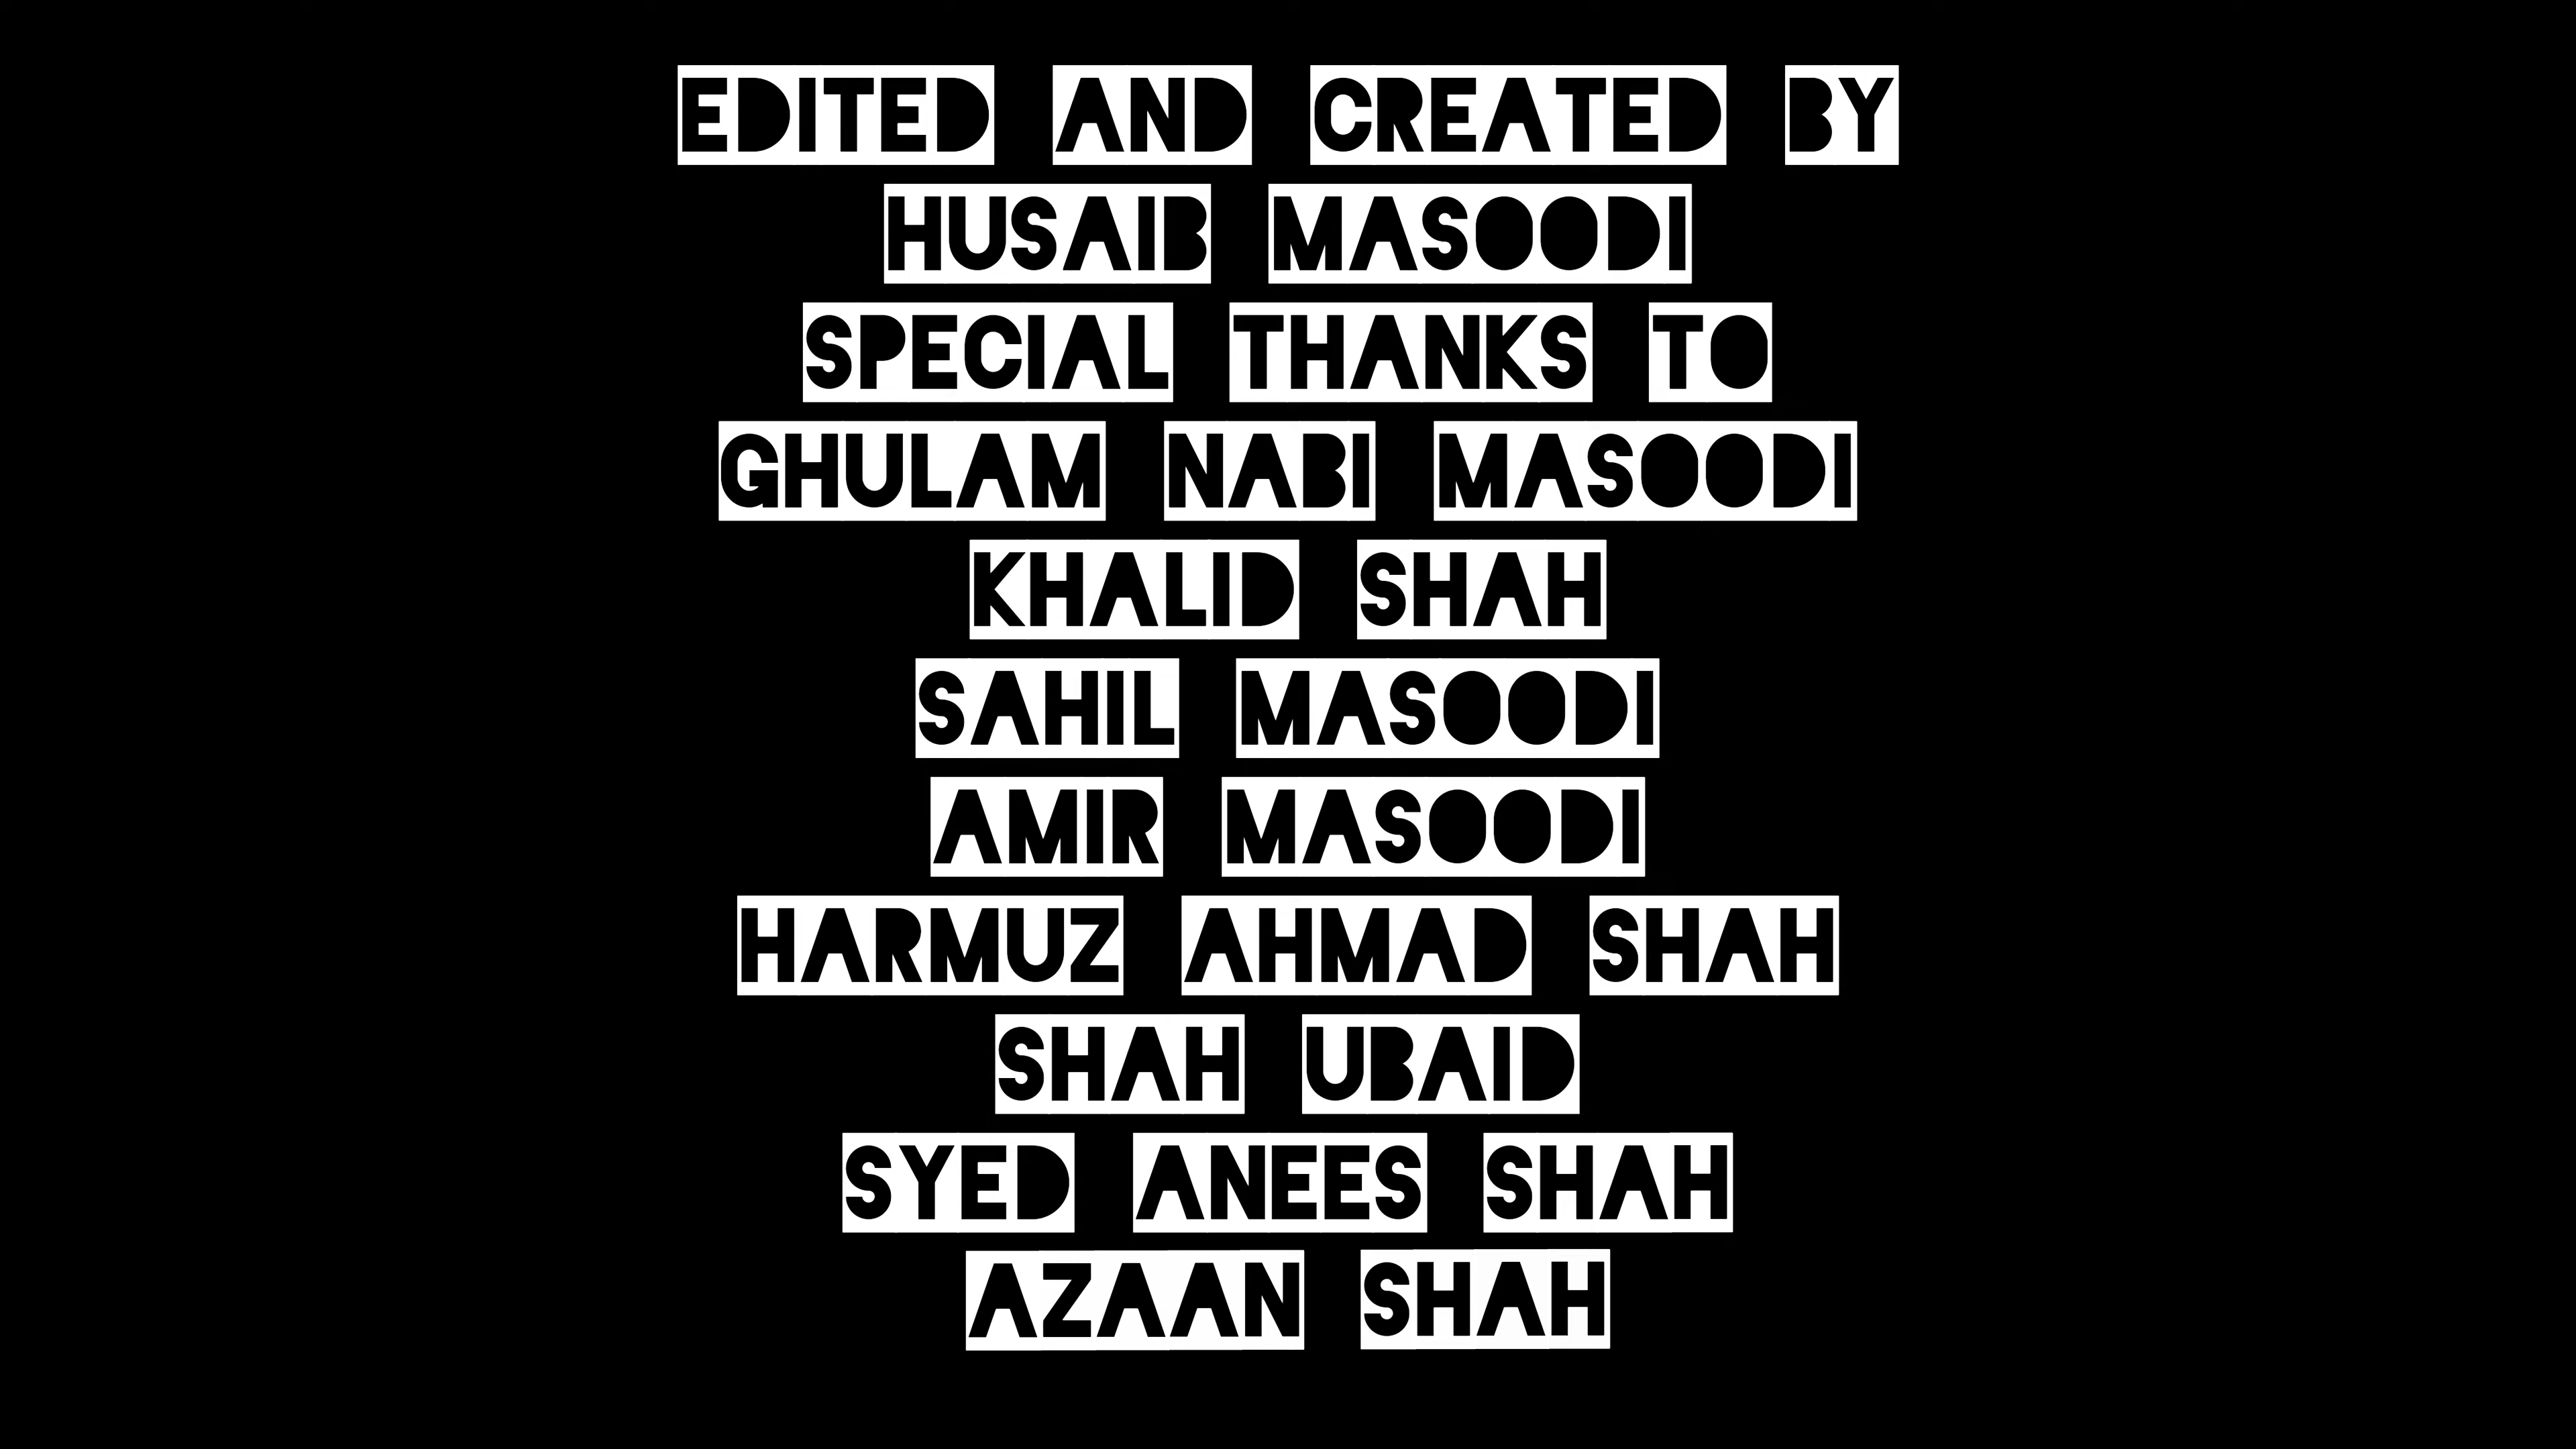 EDITED AND CREATED BY
HUSAIB MASOODI
SPECIAL THANKS TO
GHULAM NABI MASOODI
KHALID SHAH
SAHIL MASOODI
AMIR MASOODI
HARMUZ AHMAD SHAH
SHAH UBAID
SYED ANEES SHAH
AZAAN SHAH